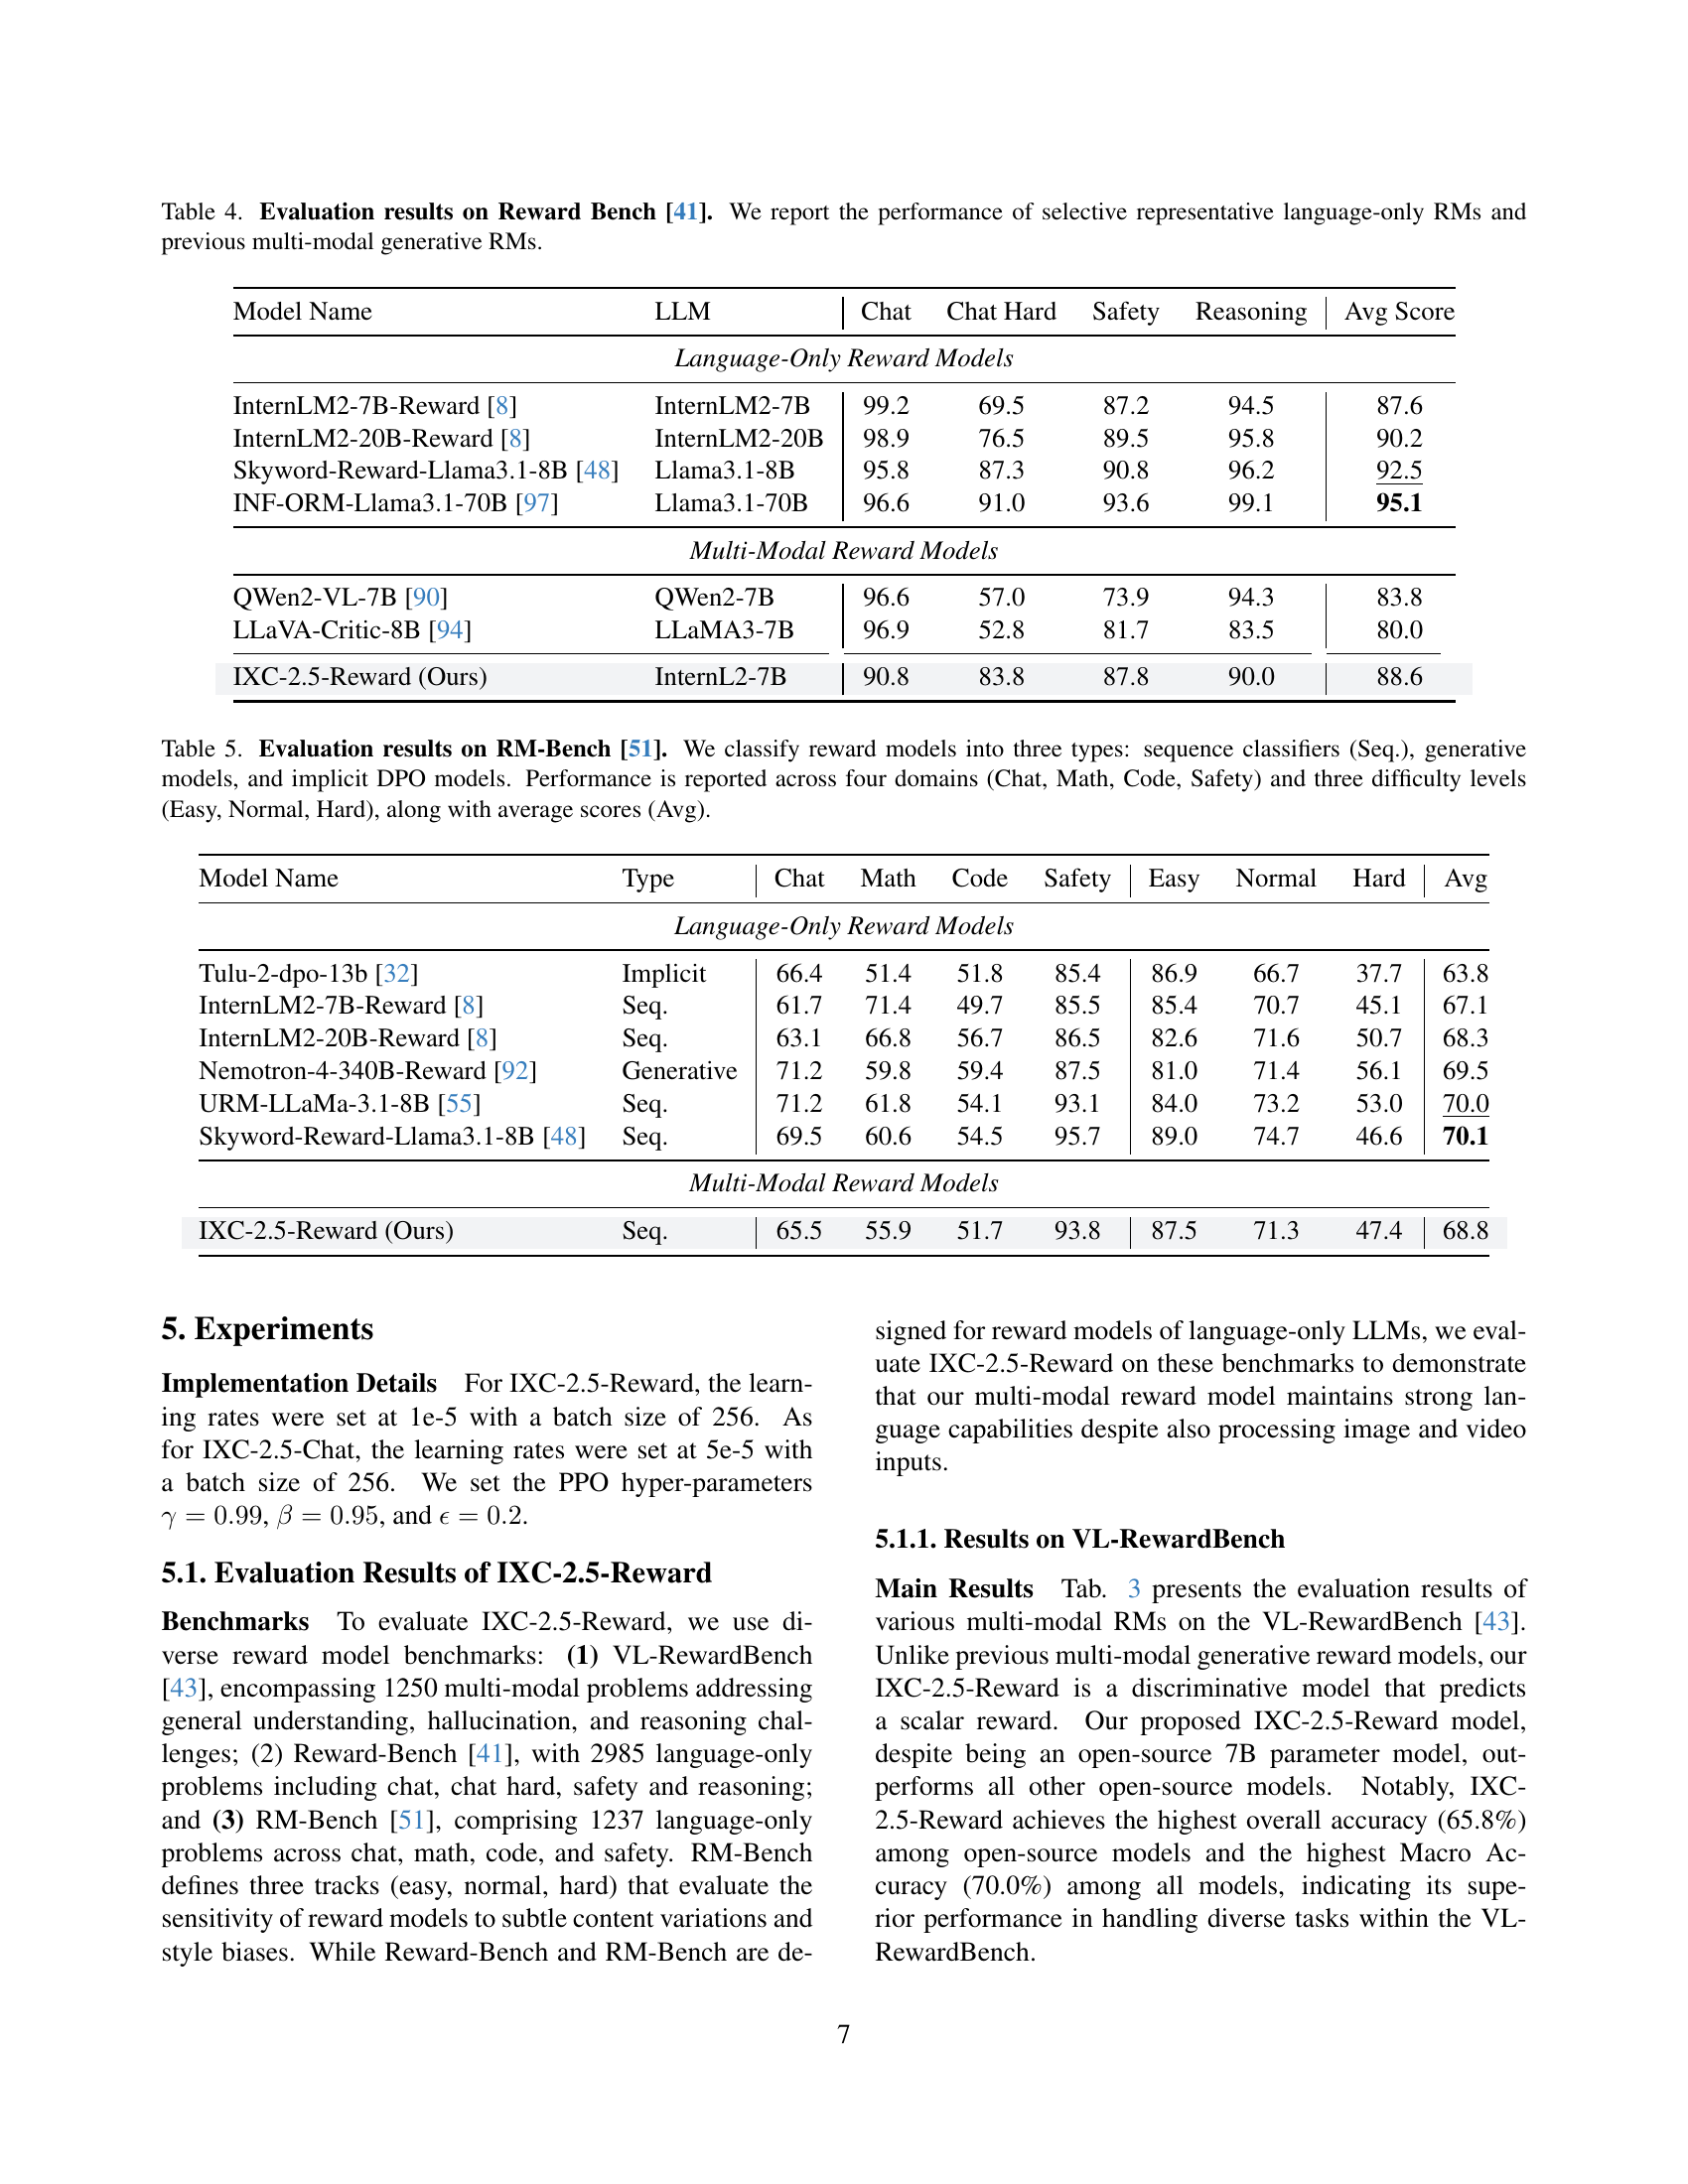 Table 4. Evaluation results on Reward Bench [41]. We report the performance of selective representative language-only RMs and
previous multi-modal generative RMs.
Model Name LLM Chat Chat Hard Safety Reasoning Avg Score
Language-Only Reward Models
InternLM2-7B-Reward [8] InternLM2-7B 99.2 69.5 87.2 94.5 87.6
InternLM2-20B-Reward [8] InternLM2-20B 98.9 76.5 89.5 95.8 90.2
Skyword-Reward-Llama3.1-8B [48] Llama3.1-8B 95.8 87.3 90.8 96.2 92.5
INF-ORM-Llama3.1-70B [97] Llama3.1-70B 96.6 91.0 93.6 99.1 95.1
Multi-Modal Reward Models
QWen2-VL-7B [90] QWen2-7B 96.6 57.0 73.9 94.3 83.8
LLaVA-Critic-8B [94] LLaMA3-7B 96.9 52.8 81.7 83.5 80.0
IXC-2.5-Reward (Ours) InternL2-7B 90.8 83.8 87.8 90.0 88.6
Table 5. Evaluation results on RM-Bench [51]. We classify reward models into three types: sequence classifiers (Seq.), generative
models, and implicit DPO models. Performance is reported across four domains (Chat, Math, Code, Safety) and three difficulty levels
(Easy, Normal, Hard), along with average scores (Avg).
Model Name Type Chat Math Code Safety Easy Normal Hard Avg
Language-Only Reward Models
Tulu-2-dpo-13b [32] Implicit 66.4 51.4 51.8 85.4 86.9 66.7 37.7 63.8
InternLM2-7B-Reward [8] Seq. 61.7 71.4 49.7 85.5 85.4 70.7 45.1 67.1
InternLM2-20B-Reward [8] Seq. 63.1 66.8 56.7 86.5 82.6 71.6 50.7 68.3
Nemotron-4-340B-Reward [92] Generative 71.2 59.8 59.4 87.5 81.0 71.4 56.1 69.5
URM-LLaMa-3.1-8B [55] Seq. 71.2 61.8 54.1 93.1 84.0 73.2 53.0 70.0
Skyword-Reward-Llama3.1-8B [48] Seq. 69.5 60.6 54.5 95.7 89.0 74.7 46.6 70.1
Multi-Modal Reward Models
IXC-2.5-Reward (Ours) Seq. 65.5 55.9 51.7 93.8 87.5 71.3 47.4 68.8
5. Experiments
Implementation Details For IXC-2.5-Reward, the learn-
ing rates were set at 1e-5 with a batch size of 256. As
for IXC-2.5-Chat, the learning rates were set at 5e-5 with
a batch size of 256. We set the PPO hyper-parameters
γ = 0.99, β = 0.95, and ϵ = 0.2.
5.1. Evaluation Results of IXC-2.5-Reward
Benchmarks To evaluate IXC-2.5-Reward, we use di-
verse reward model benchmarks: (1) VL-RewardBench
[43], encompassing 1250 multi-modal problems addressing
general understanding, hallucination, and reasoning chal-
lenges; (2) Reward-Bench [41], with 2985 language-only
problems including chat, chat hard, safety and reasoning;
and (3) RM-Bench [51], comprising 1237 language-only
problems across chat, math, code, and safety. RM-Bench
defines three tracks (easy, normal, hard) that evaluate the
sensitivity of reward models to subtle content variations and
style biases. While Reward-Bench and RM-Bench are de-
signed for reward models of language-only LLMs, we eval-
uate IXC-2.5-Reward on these benchmarks to demonstrate
that our multi-modal reward model maintains strong lan-
guage capabilities despite also processing image and video
inputs.
5.1.1. Results on VL-RewardBench
Main Results Tab. 3 presents the evaluation results of
various multi-modal RMs on the VL-RewardBench [43].
Unlike previous multi-modal generative reward models, our
IXC-2.5-Reward is a discriminative model that predicts
a scalar reward. Our proposed IXC-2.5-Reward model,
despite being an open-source 7B parameter model, out-
performs all other open-source models. Notably, IXC-
2.5-Reward achieves the highest overall accuracy (65.8%)
among open-source models and the highest Macro Ac-
curacy (70.0%) among all models, indicating its supe-
rior performance in handling diverse tasks within the VL-
RewardBench.
7